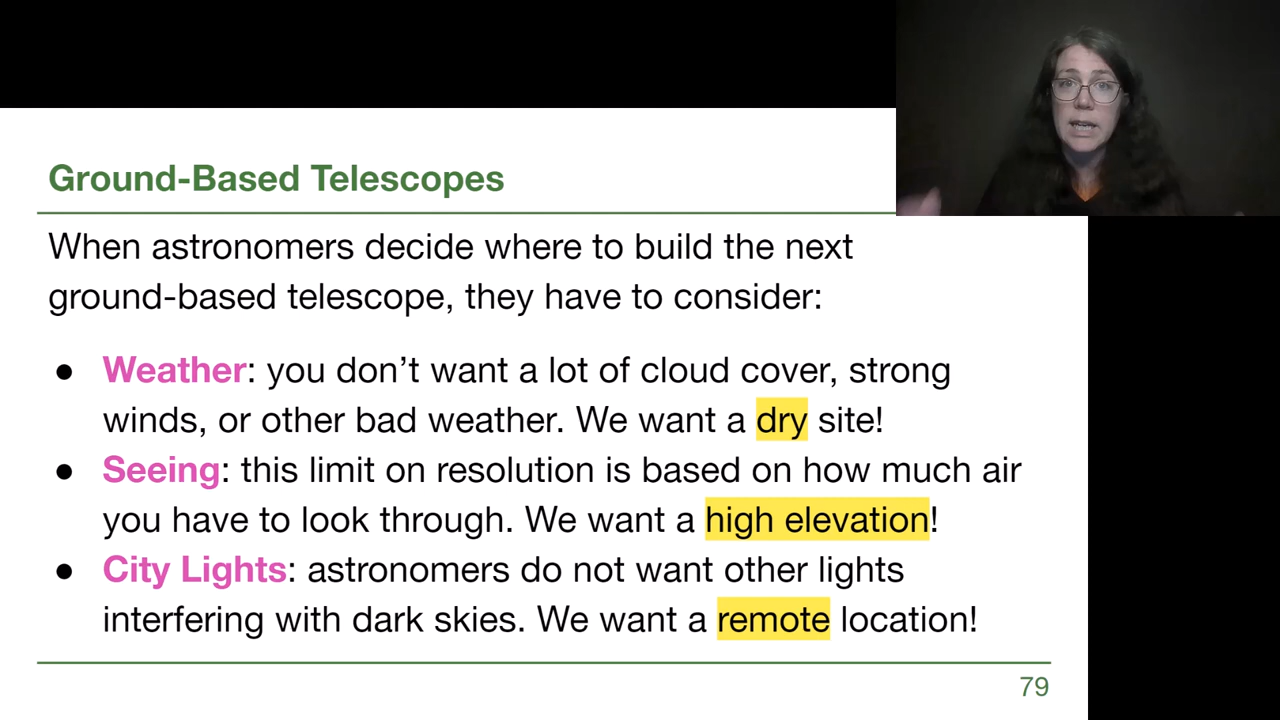 Ground-Based Telescopes
When astronomers decide where to build the next
ground-based telescope, they have to consider:
● Weather: you don’t want a lot of cloud cover, strong
winds, or other bad weather. We want a dry site!
● Seeing: this limit on resolution is based on how much air
you have to look through. We want a high elevation!
● City Lights: astronomers do not want other lights
interfering with dark skies. We want a remote location!
79